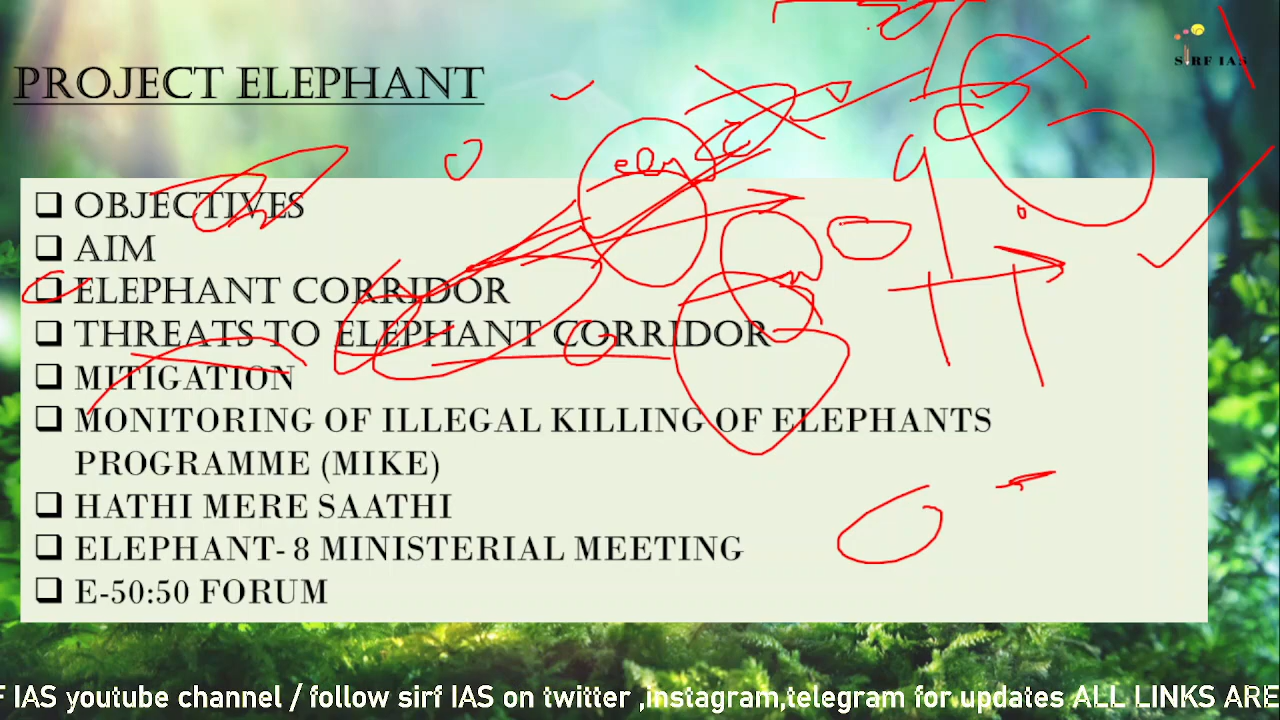 PROJECT ELEPHANT
SIRF IAS
OBJECTIVES
AIM
ELEPHANT CORRIDOR
THREATS TO ELEPHANT CORRIDOR
MITIGATION
MONITORING OF ILLEGAL KILLING OF ELEPHANTS
PROGRAMME (MIKE)
HATHI MERE SAATHI
ELEPHANT- 8 MINISTERIAL MEETING
E-50:50 FORUM
F IAS youtube channel / follow sirf IAS on twitter ,instagram,telegram for updates ALL LINKS ARE